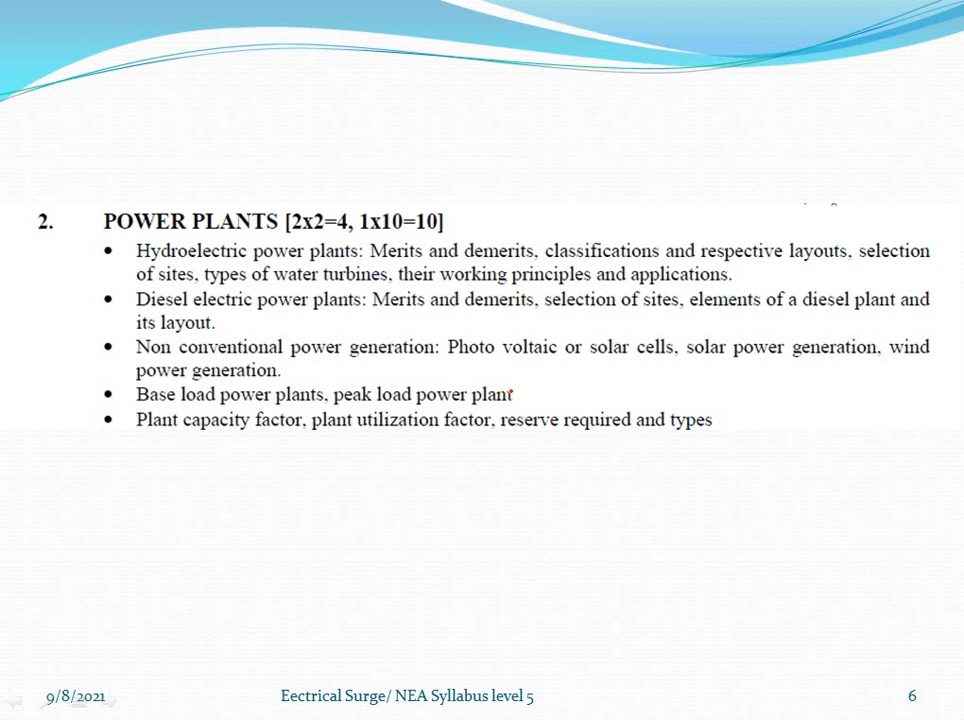 2. POWER PLANTS [2x2=4, 1x10=10]
• Hydroelectric power plants: Merits and demerits, classifications and respective layouts, selection
of sites, types of water turbines, their working principles and applications.
• Diesel electric power plants: Merits and demerits, selection of sites, elements of a diesel plant and
its layout.
• Non conventional power generation: Photo voltaic or solar cells, solar power generation, wind
power generation.
• Base load power plants, peak load power plant
• Plant capacity factor, plant utilization factor, reserve required and types
9/8/2021 Eectrical Surge/ NEA Syllabus level 5 6